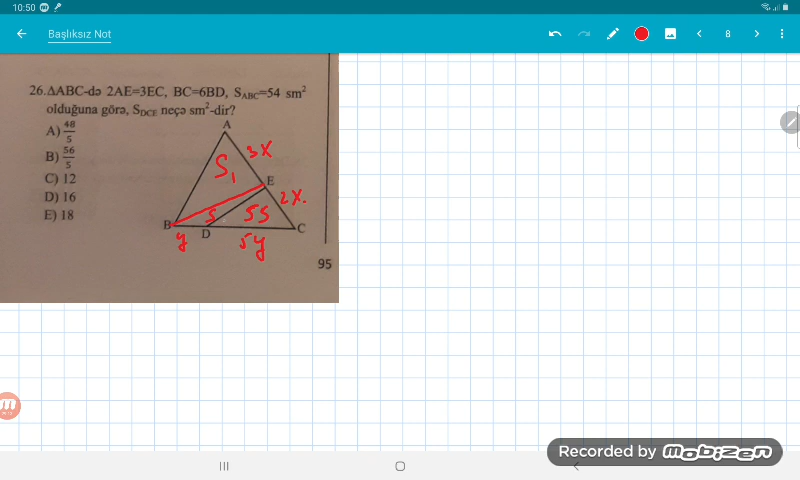 10:50
Başlıksız Not
8
26.ΔABC-də 2AE=3EC, BC=6BD, S_ABC=54 sm²
olduğuna görə, S_DCE neçə sm²-dir?
A) 48/5
B) 56/5
C) 12
D) 16
E) 18
A
3x
S₁
E
2x.
S
5S
B
D
C
y
5y
95
Recorded by mobizen